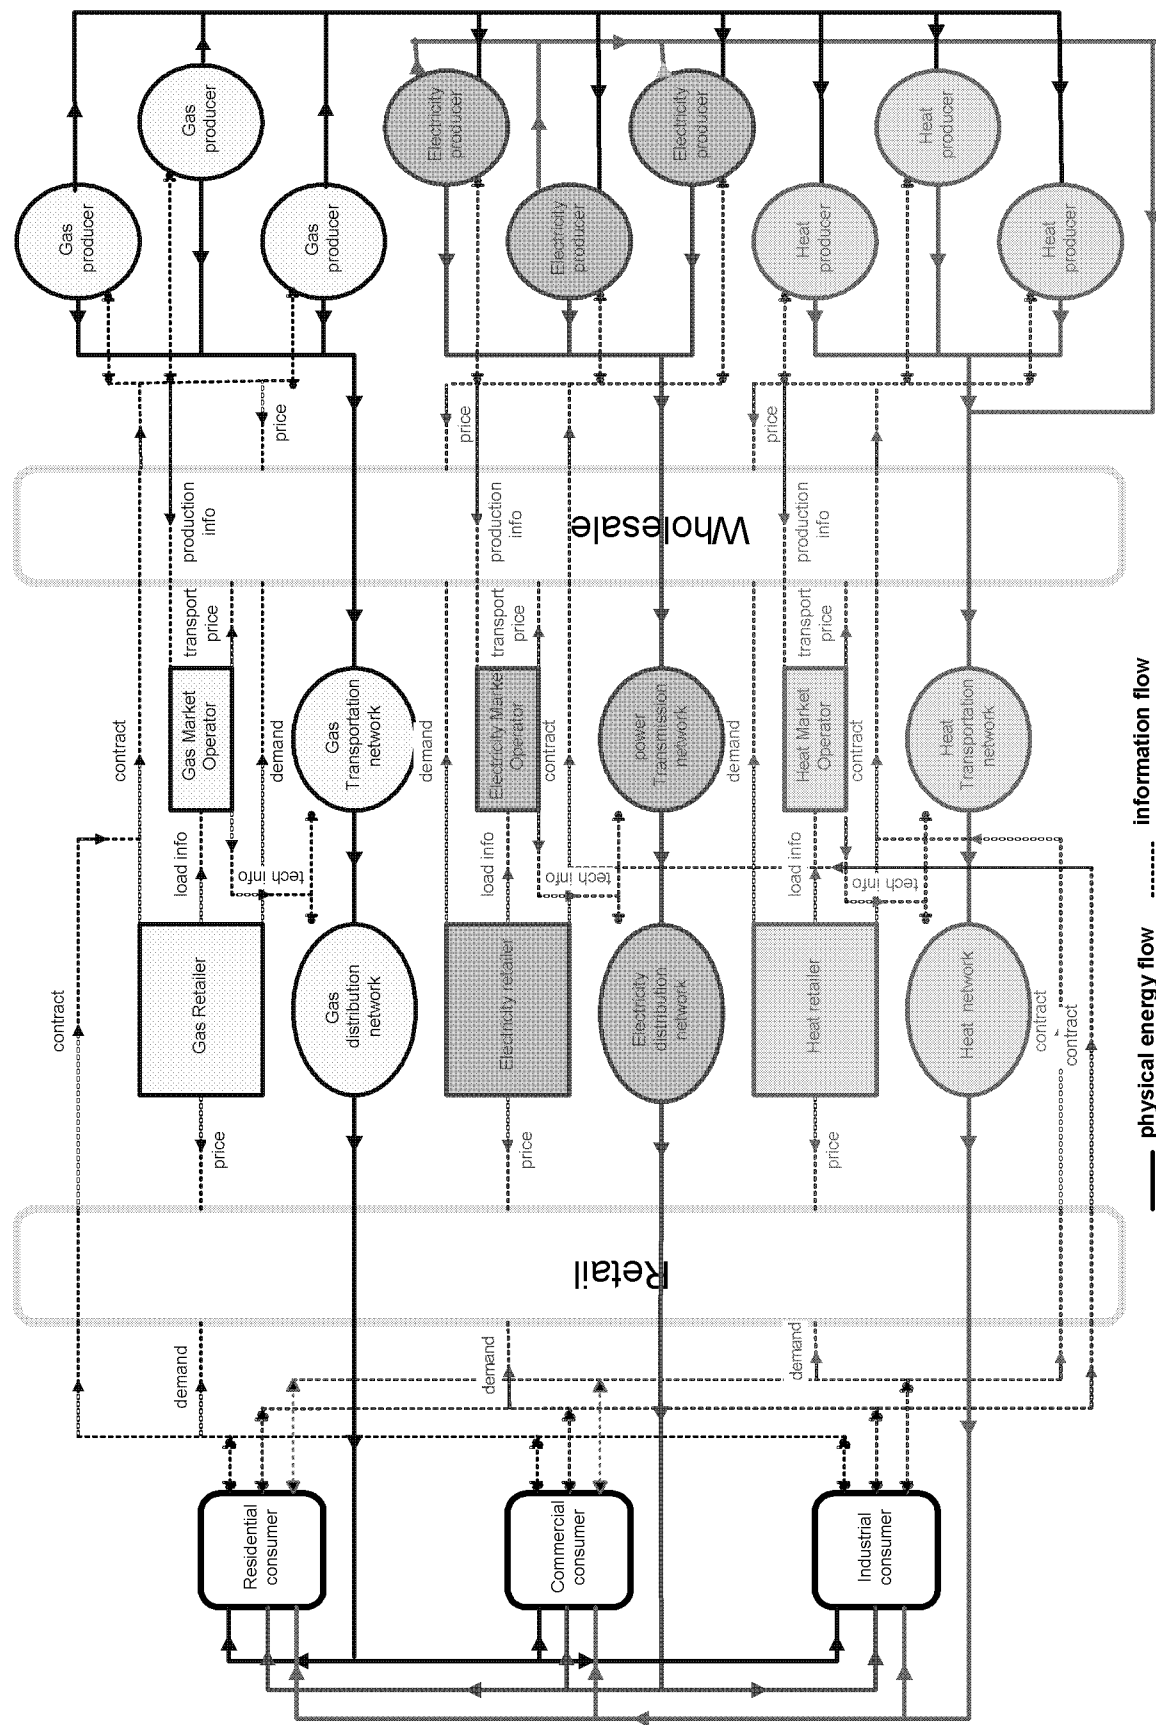 Gas
producer
Gas
producer
Gas
producer
Electricity
producer
Electricity
producer
Electricity
producer
Heat
producer
Heat
producer
Heat
producer
price
price
price
Wholesale
production
info
production
info
production
info
contract
transport
price
transport
price
transport
price
Gas Market
Operator
demand
Gas
Transportation
network
demand
Electricity Market
Operator
contract
power
Transmission
network
demand
Heat Market
Operator
contract
Heat
Transportation
network
load info
tech info
load info
tech info
load info
tech info
contract
Gas Retailer
Gas
distribution
network
Electricity retailer
Electricity
distribution
network
Heat retailer
Heat network
contract
contract
price
price
price
Retail
demand
demand
demand
Residential
consumer
Commercial
consumer
Industrial
consumer
physical energy flow
information flow